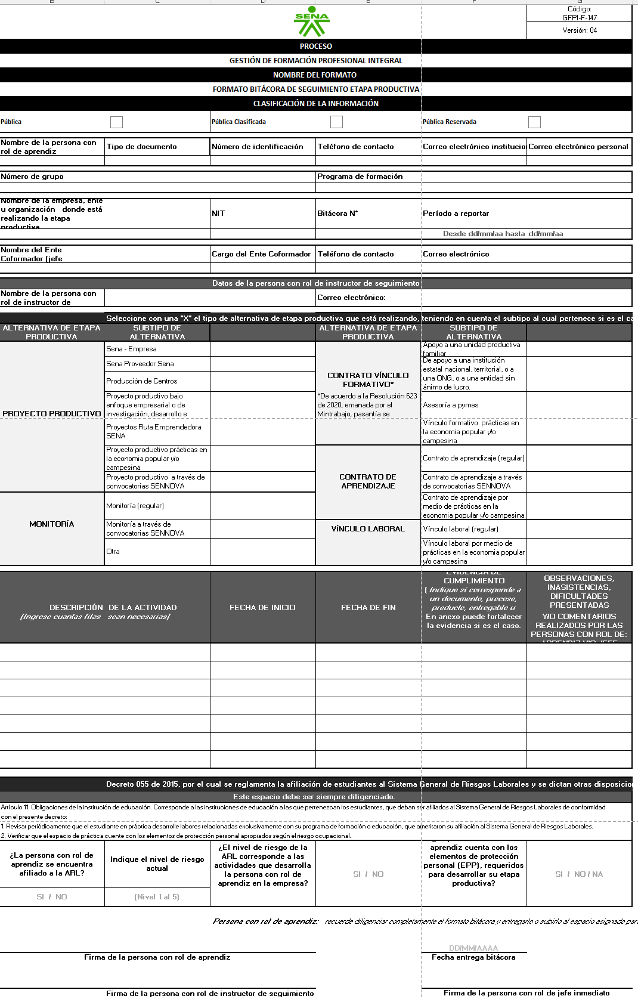 B C D E F G
SENA
Código:
GFPI-F-147
Versión: 04
PROCESO
GESTIÓN DE FORMACIÓN PROFESIONAL INTEGRAL
NOMBRE DEL FORMATO
FORMATO BITÁCORA DE SEGUIMIENTO ETAPA PRODUCTIVA
CLASIFICACIÓN DE LA INFORMACIÓN
Pública
Pública Clasificada
Pública Reservada
Nombre de la persona con
rol de aprendiz
Tipo de documento
Número de identificación
Teléfono de contacto
Correo electrónico institucion
Correo electrónico personal
Número de grupo
Programa de formación
Nombre de la empresa, ente
u organización donde está
realizando la etapa
productiva
NIT
Bitácora N°
Período a reportar
Desde dd/mm/aa hasta dd/mm/aa
Nombre del Ente
Coformador (jefe
Cargo del Ente Coformador
Teléfono de contacto
Correo electrónico
Datos de la persona con rol de instructor de seguimiento
Nombre de la persona con
rol de instructor de
Correo electrónico:
Seleccione con una "X" el tipo de alternativa de etapa productiva que está realizando, teniendo en cuenta el subtipo al cual pertenece si es el ca
ALTERNATIVA DE ETAPA
PRODUCTIVA
SUBTIPO DE
ALTERNATIVA
ALTERNATIVA DE ETAPA
PRODUCTIVA
SUBTIPO DE
ALTERNATIVA
PROYECTO PRODUCTIVO
Sena - Empresa
Sena Proveedor Sena
Producción de Centros
Proyecto productivo bajo
enfoque empresarial o de
investigación, desarrollo e
Proyectos Ruta Emprendedora
SENA
Proyecto productivo prácticas en
la economia popular y/o
campesina
Proyecto productivo a través de
convocatorias SENNOVA
MONITORÍA
Monitoría (regular)
Monitoría a través de
convocatorias SENNOVA
Otra
CONTRATO VÍNCULO
FORMATIVO*
*De acuerdo a la Resolución 623
de 2020, emanada por el
Mintrabajo, pasantía se
Apoyo a una unidad productiva
familiar
De apoyo a una institución
estatal nacional, territorial, o a
una ONG, o a una entidad sin
ánimo de lucro.
Asesoría a pymes
Vínculo formativo prácticas en
la economia popular y/o
campesina
CONTRATO DE
APRENDIZAJE
Contrato de aprendizaje (regular)
Contrato de aprendizaje a través
de convocatorias SENNOVA
Contrato de aprendizaje por
medio de prácticas en la
economia popular y/o campesina
VÍNCULO LABORAL
Vínculo laboral (regular)
Vínculo laboral por medio de
prácticas en la economia popular
y/o campesina
DESCRIPCIÓN DE LA ACTIVIDAD
(Ingrese cuantas filas sean necesarias)
FECHA DE INICIO
FECHA DE FIN
EVIDENCIA DE
CUMPLIMIENTO
( Indique si corresponde a
un documento, proceso,
producto, entregable u
En anexo puede fortalecer
la evidencia si es el caso.
OBSERVACIONES,
INASISTENCIAS,
DIFICULTADES
PRESENTADAS
Y/O COMENTARIOS
REALIZADOS POR LAS
PERSONAS CON ROL DE:
APRENDIZ Y/O JEFE
Decreto 055 de 2015, por el cual se reglamenta la afiliación de estudiantes al Sistema General de Riesgos Laborales y se dictan otras disposicio
Este espacio debe ser siempre diligenciado.
Artículo 11. Obligaciones de la institución de educación. Corresponde a las instituciones de educación a las que pertenezcan los estudiantes, que deban ser afiliados al Sistema General de Riesgos Laborales de conformidad
con el presente decreto:
1. Revisar periódicamente que el estudiante en práctica desarrolle labores relacionadas exclusivamente con su programa de formación o educación, que ameritaron su afiliación al Sistema General de Riesgos Laborales.
2. Verificar que el espacio de práctica cuente con los elementos de protección personal apropiados según el riesgo ocupacional.
¿La persona con rol de
aprendiz se encuentra
afiliado a la ARL?
SI / NO
Indique el nivel de riesgo
actual
(Nivel 1 al 5)
¿El nivel de riesgo de la
ARL corresponde a las
actividades que desarrolla
la persona con rol de
aprendiz en la empresa?
SI / NO
aprendiz cuenta con los
elementos de protección
personal (EPP), requeridos
para desarrollar su etapa
productiva?
SI / NO / NA
Persona con rol de aprendiz: recuerde diligenciar completamente el formato bitácora y entregarlo o subirlo al espacio asignado par
DD/MM/AAAA
Firma de la persona con rol de aprendiz
Fecha entrega bitácora
Firma de la persona con rol de instructor de seguimiento
Firma de la persona con rol de jefe inmediato